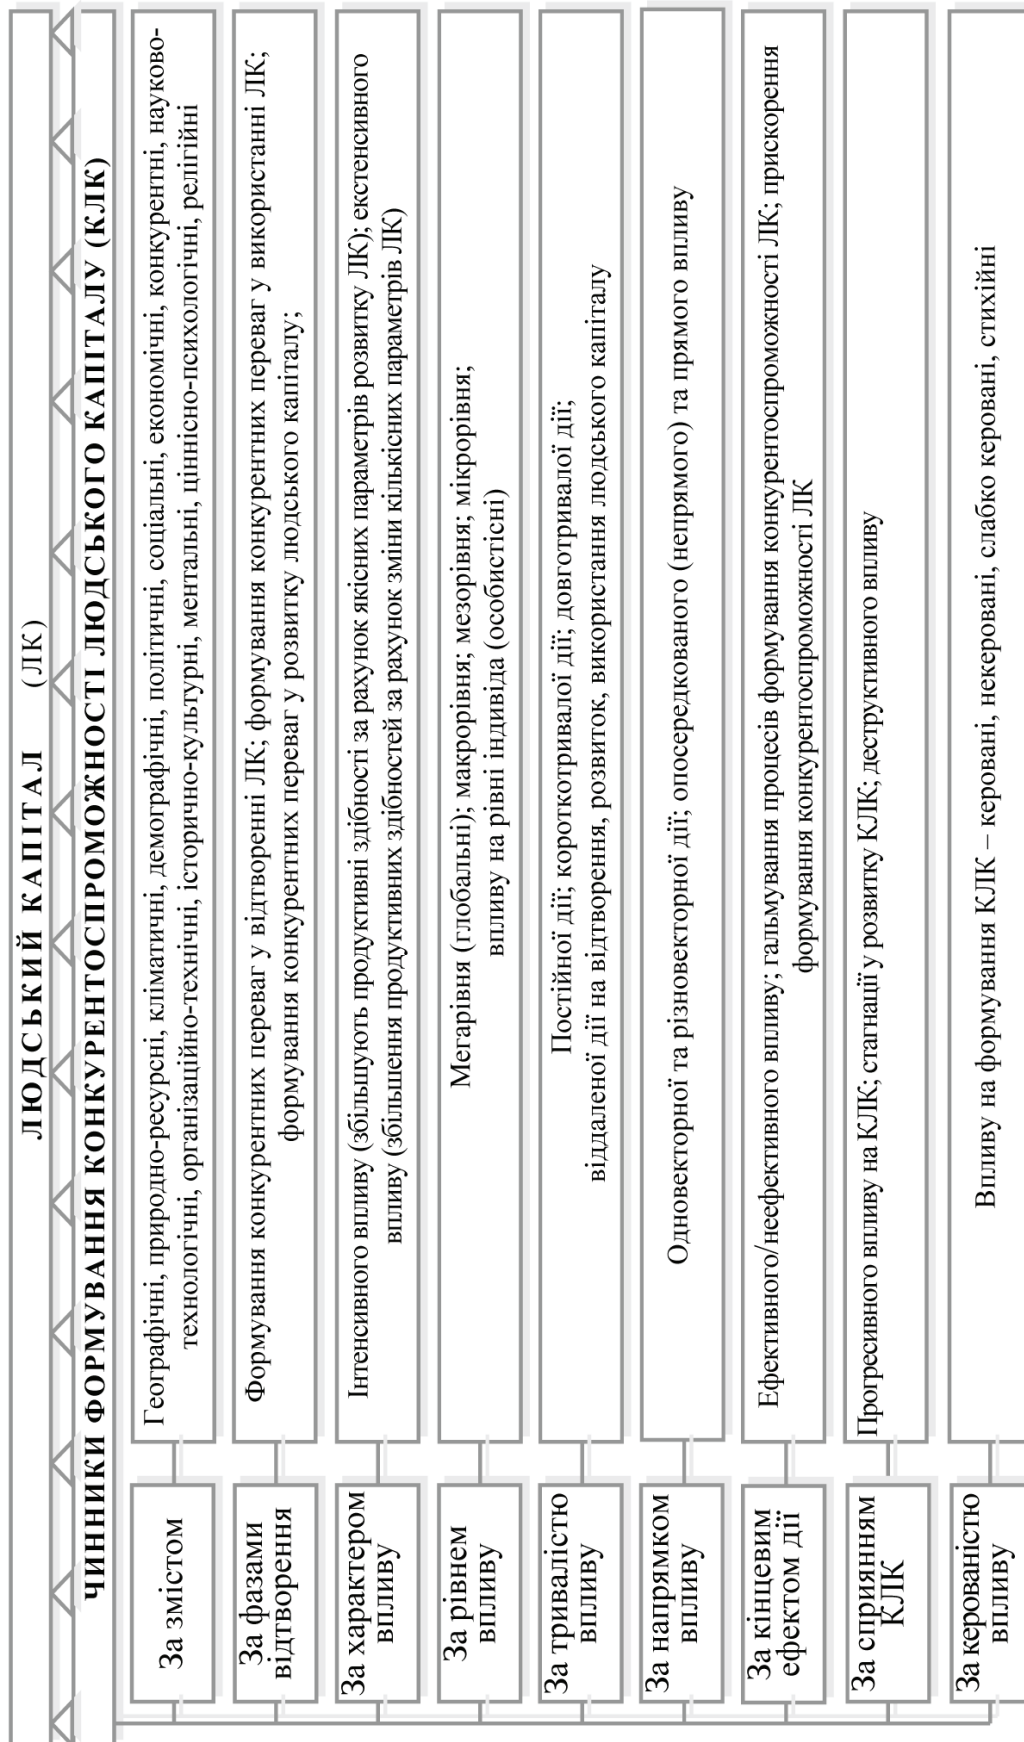 ЛЮДСЬКИЙ КАПІТАЛ (ЛК)
ЧИННИКИ ФОРМУВАННЯ КОНКУРЕНТОСПРОМОЖНОСТІ ЛЮДСЬКОГО КАПІТАЛУ (КЛК)
За змістом
Географічні, природно-ресурсні, кліматичні, демографічні, політичні, соціальні, економічні, конкурентні, науково-
технологічні, організаційно-технічні, історично-культурні, ментальні, ціннісно-психологічні, релігійні
За фазами
відтворення
Формування конкурентних переваг у відтворенні ЛК; формування конкурентних переваг у використанні ЛК;
формування конкурентних переваг у розвитку людського капіталу;
За характером
впливу
Інтенсивного впливу (збільшують продуктивні здібності за рахунок якісних параметрів розвитку ЛК); екстенсивного
впливу (збільшення продуктивних здібностей за рахунок зміни кількісних параметрів ЛК)
За рівнем
впливу
Мегарівня (глобальні); макрорівня; мезорівня; мікрорівня;
впливу на рівні індивіда (особистісні)
За тривалістю
впливу
Постійної дії; короткотривалої дії; довготривалої дії;
віддаленої дії на відтворення, розвиток, використання людського капіталу
За напрямком
впливу
Одновекторної та різновекторної дії; опосередкованого (непрямого) та прямого впливу
За кінцевим
ефектом дії
Ефективного/неефективного впливу; гальмування процесів формування конкурентоспроможності ЛК; прискорення
формування конкурентоспроможності ЛК
За сприянням
КЛК
Прогресивного впливу на КЛК; стагнації у розвитку КЛК; деструктивного впливу
За керованістю
впливу
Впливу на формування КЛК – керовані, некеровані, слабко керовані, стихійні